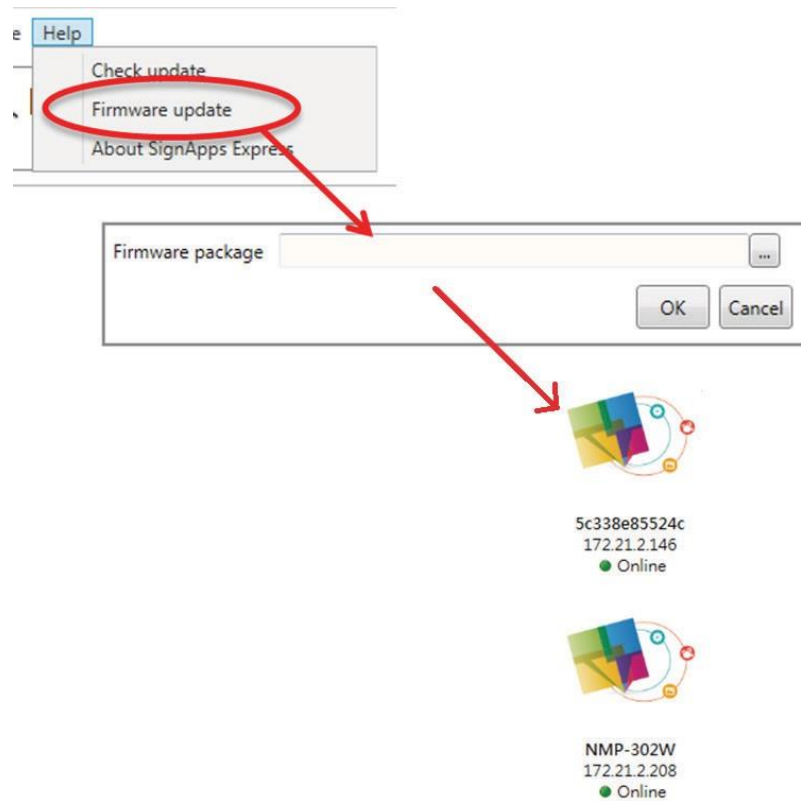 e Help
Check update
Firmware update
About SignApps Express
Firmware package ...
OK Cancel
5c338e85524c
172.21.2.146
Online
NMP-302W
172.21.2.208
Online